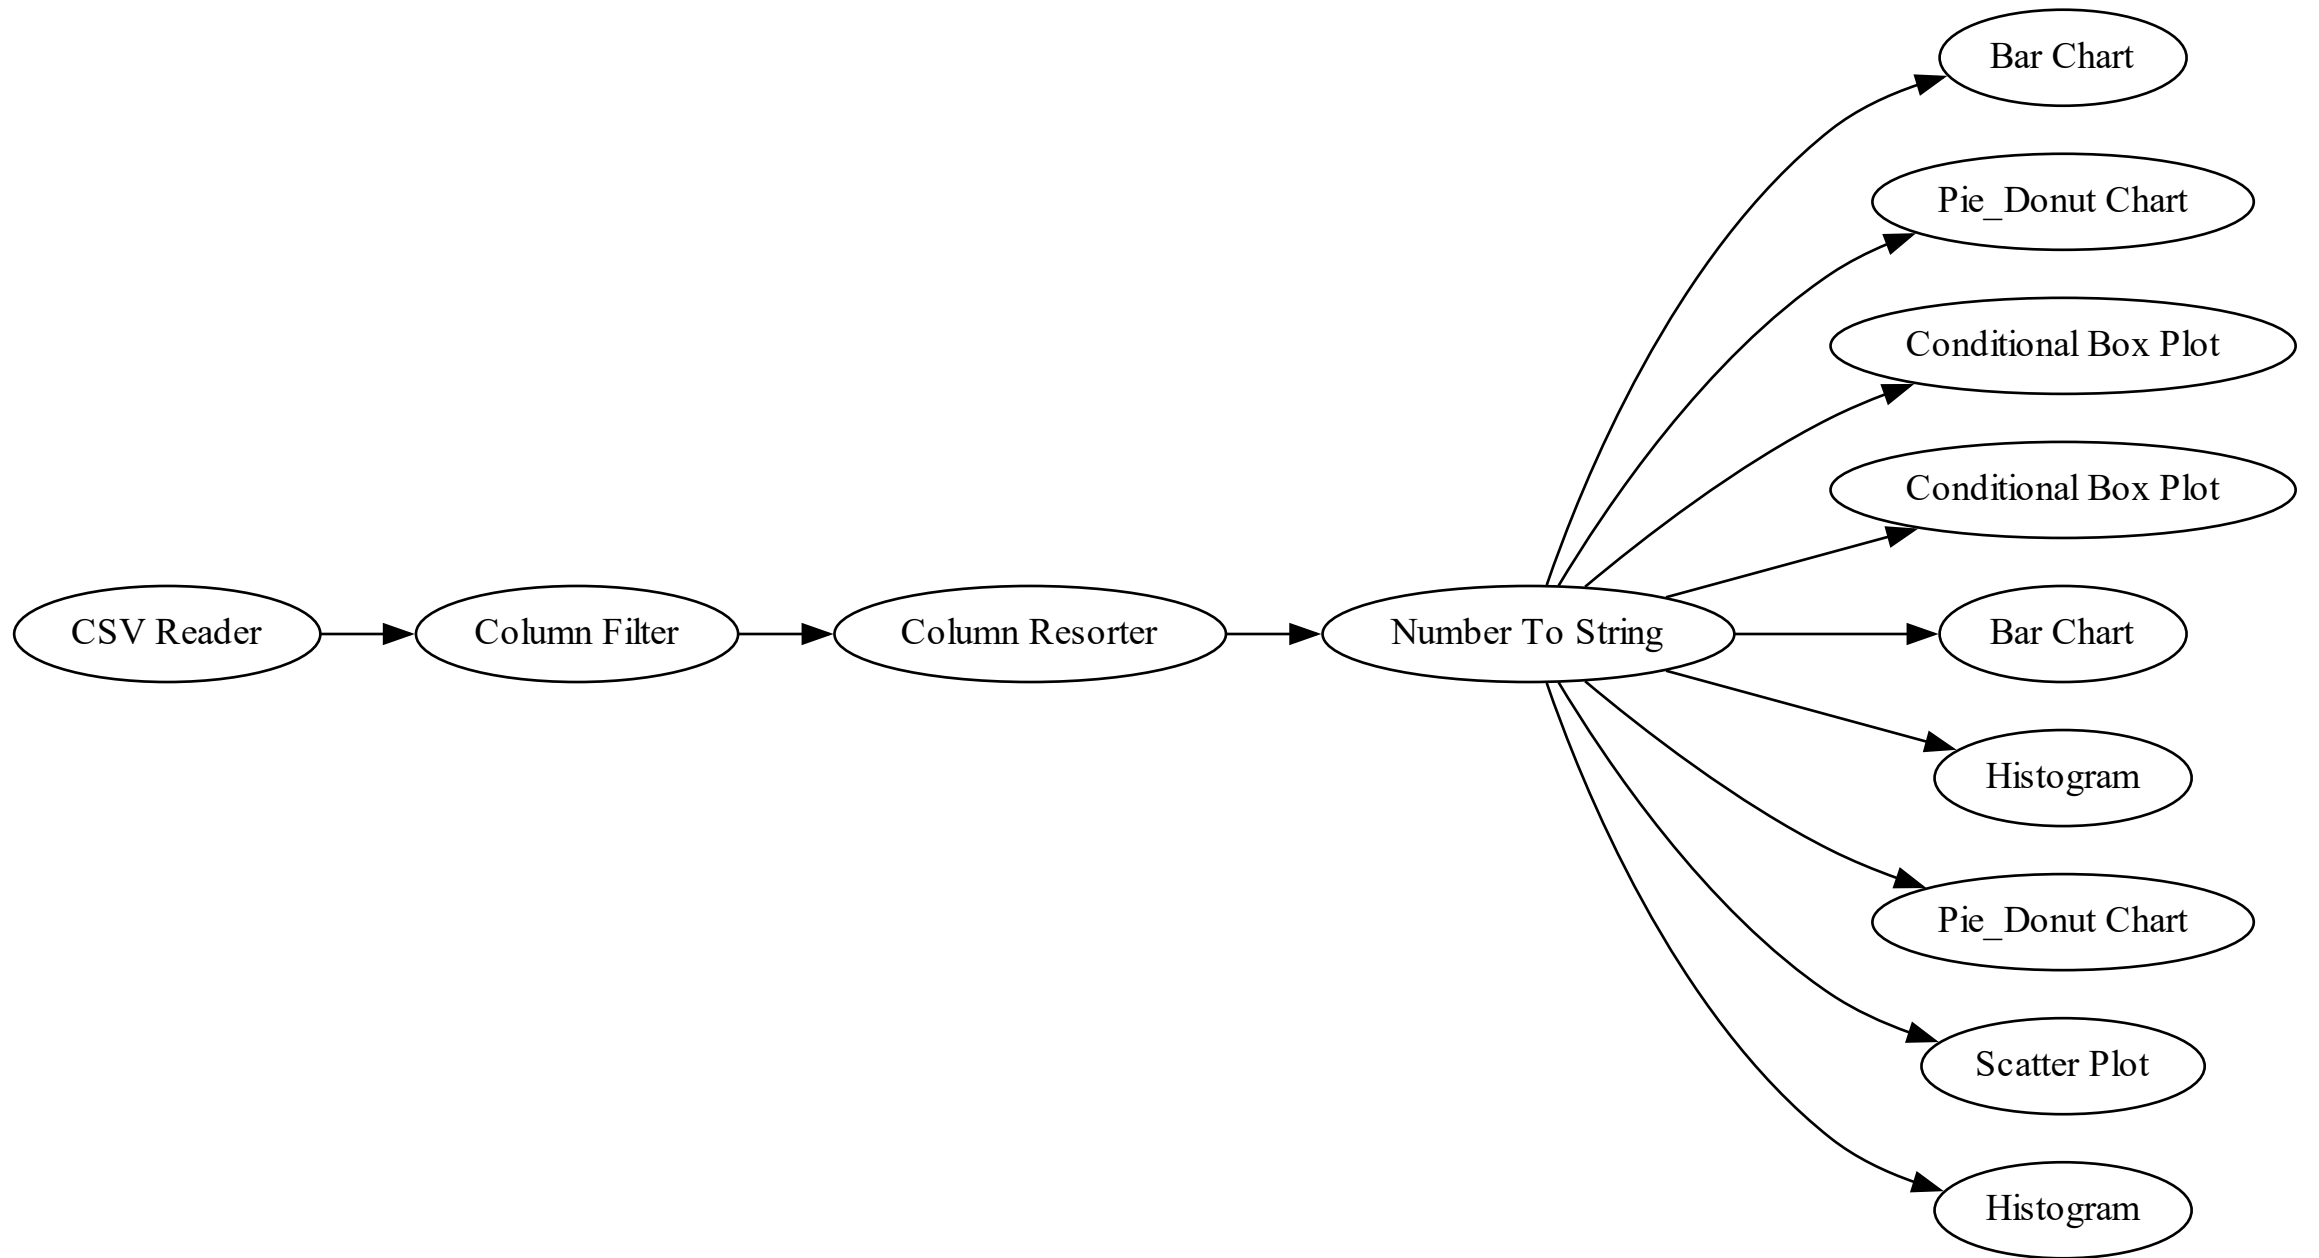 Bar Chart
Pie_Donut Chart
Conditional Box Plot
Conditional Box Plot
CSV Reader
Column Filter
Column Resorter
Number To String
Bar Chart
Histogram
Pie_Donut Chart
Scatter Plot
Histogram